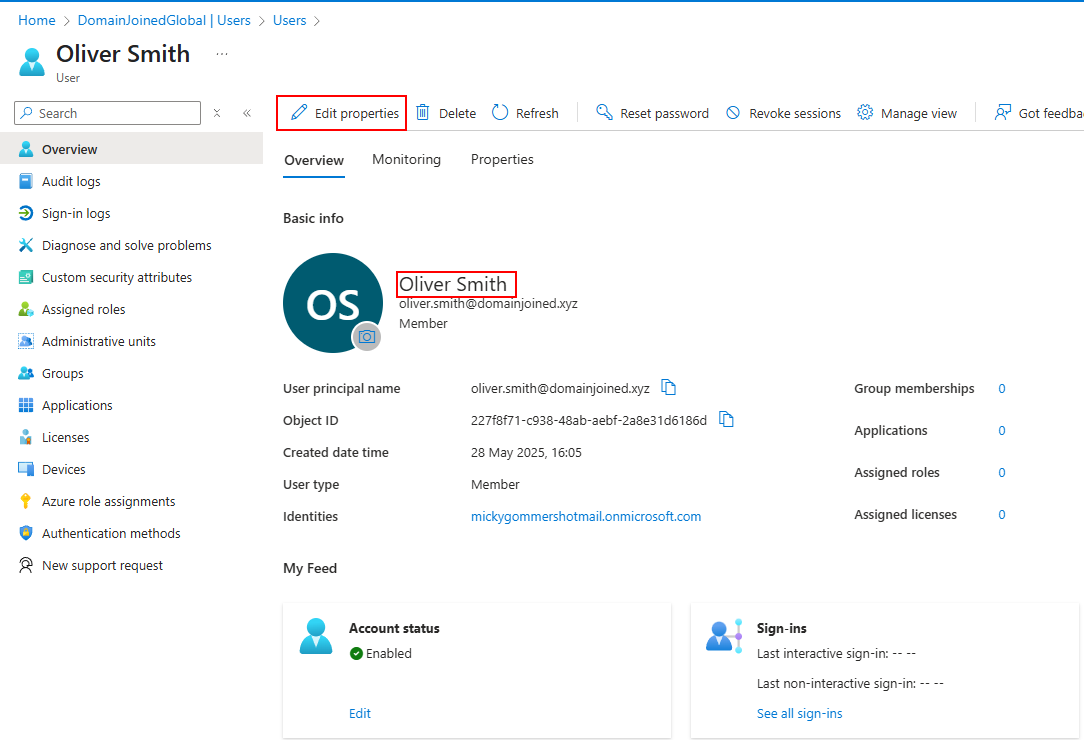 Home > DomainJoinedGlobal | Users > Users >
Oliver Smith ...
User
Search
Edit properties Delete Refresh Reset password Revoke sessions Manage view Got feedba
Overview
Audit logs
Sign-in logs
Diagnose and solve problems
Custom security attributes
Assigned roles
Administrative units
Groups
Applications
Licenses
Devices
Azure role assignments
Authentication methods
New support request
Overview Monitoring Properties
Basic info
OS
Oliver Smith
oliver.smith@domainjoined.xyz
Member
User principal name oliver.smith@domainjoined.xyz
Object ID 227f8f71-c938-48ab-aebf-2a8e31d6186d
Created date time 28 May 2025, 16:05
User type Member
Identities mickygommershotmail.onmicrosoft.com
Group memberships 0
Applications 0
Assigned roles 0
Assigned licenses 0
My Feed
Account status
Enabled
Edit
Sign-ins
Last interactive sign-in: -- --
Last non-interactive sign-in: -- --
See all sign-ins